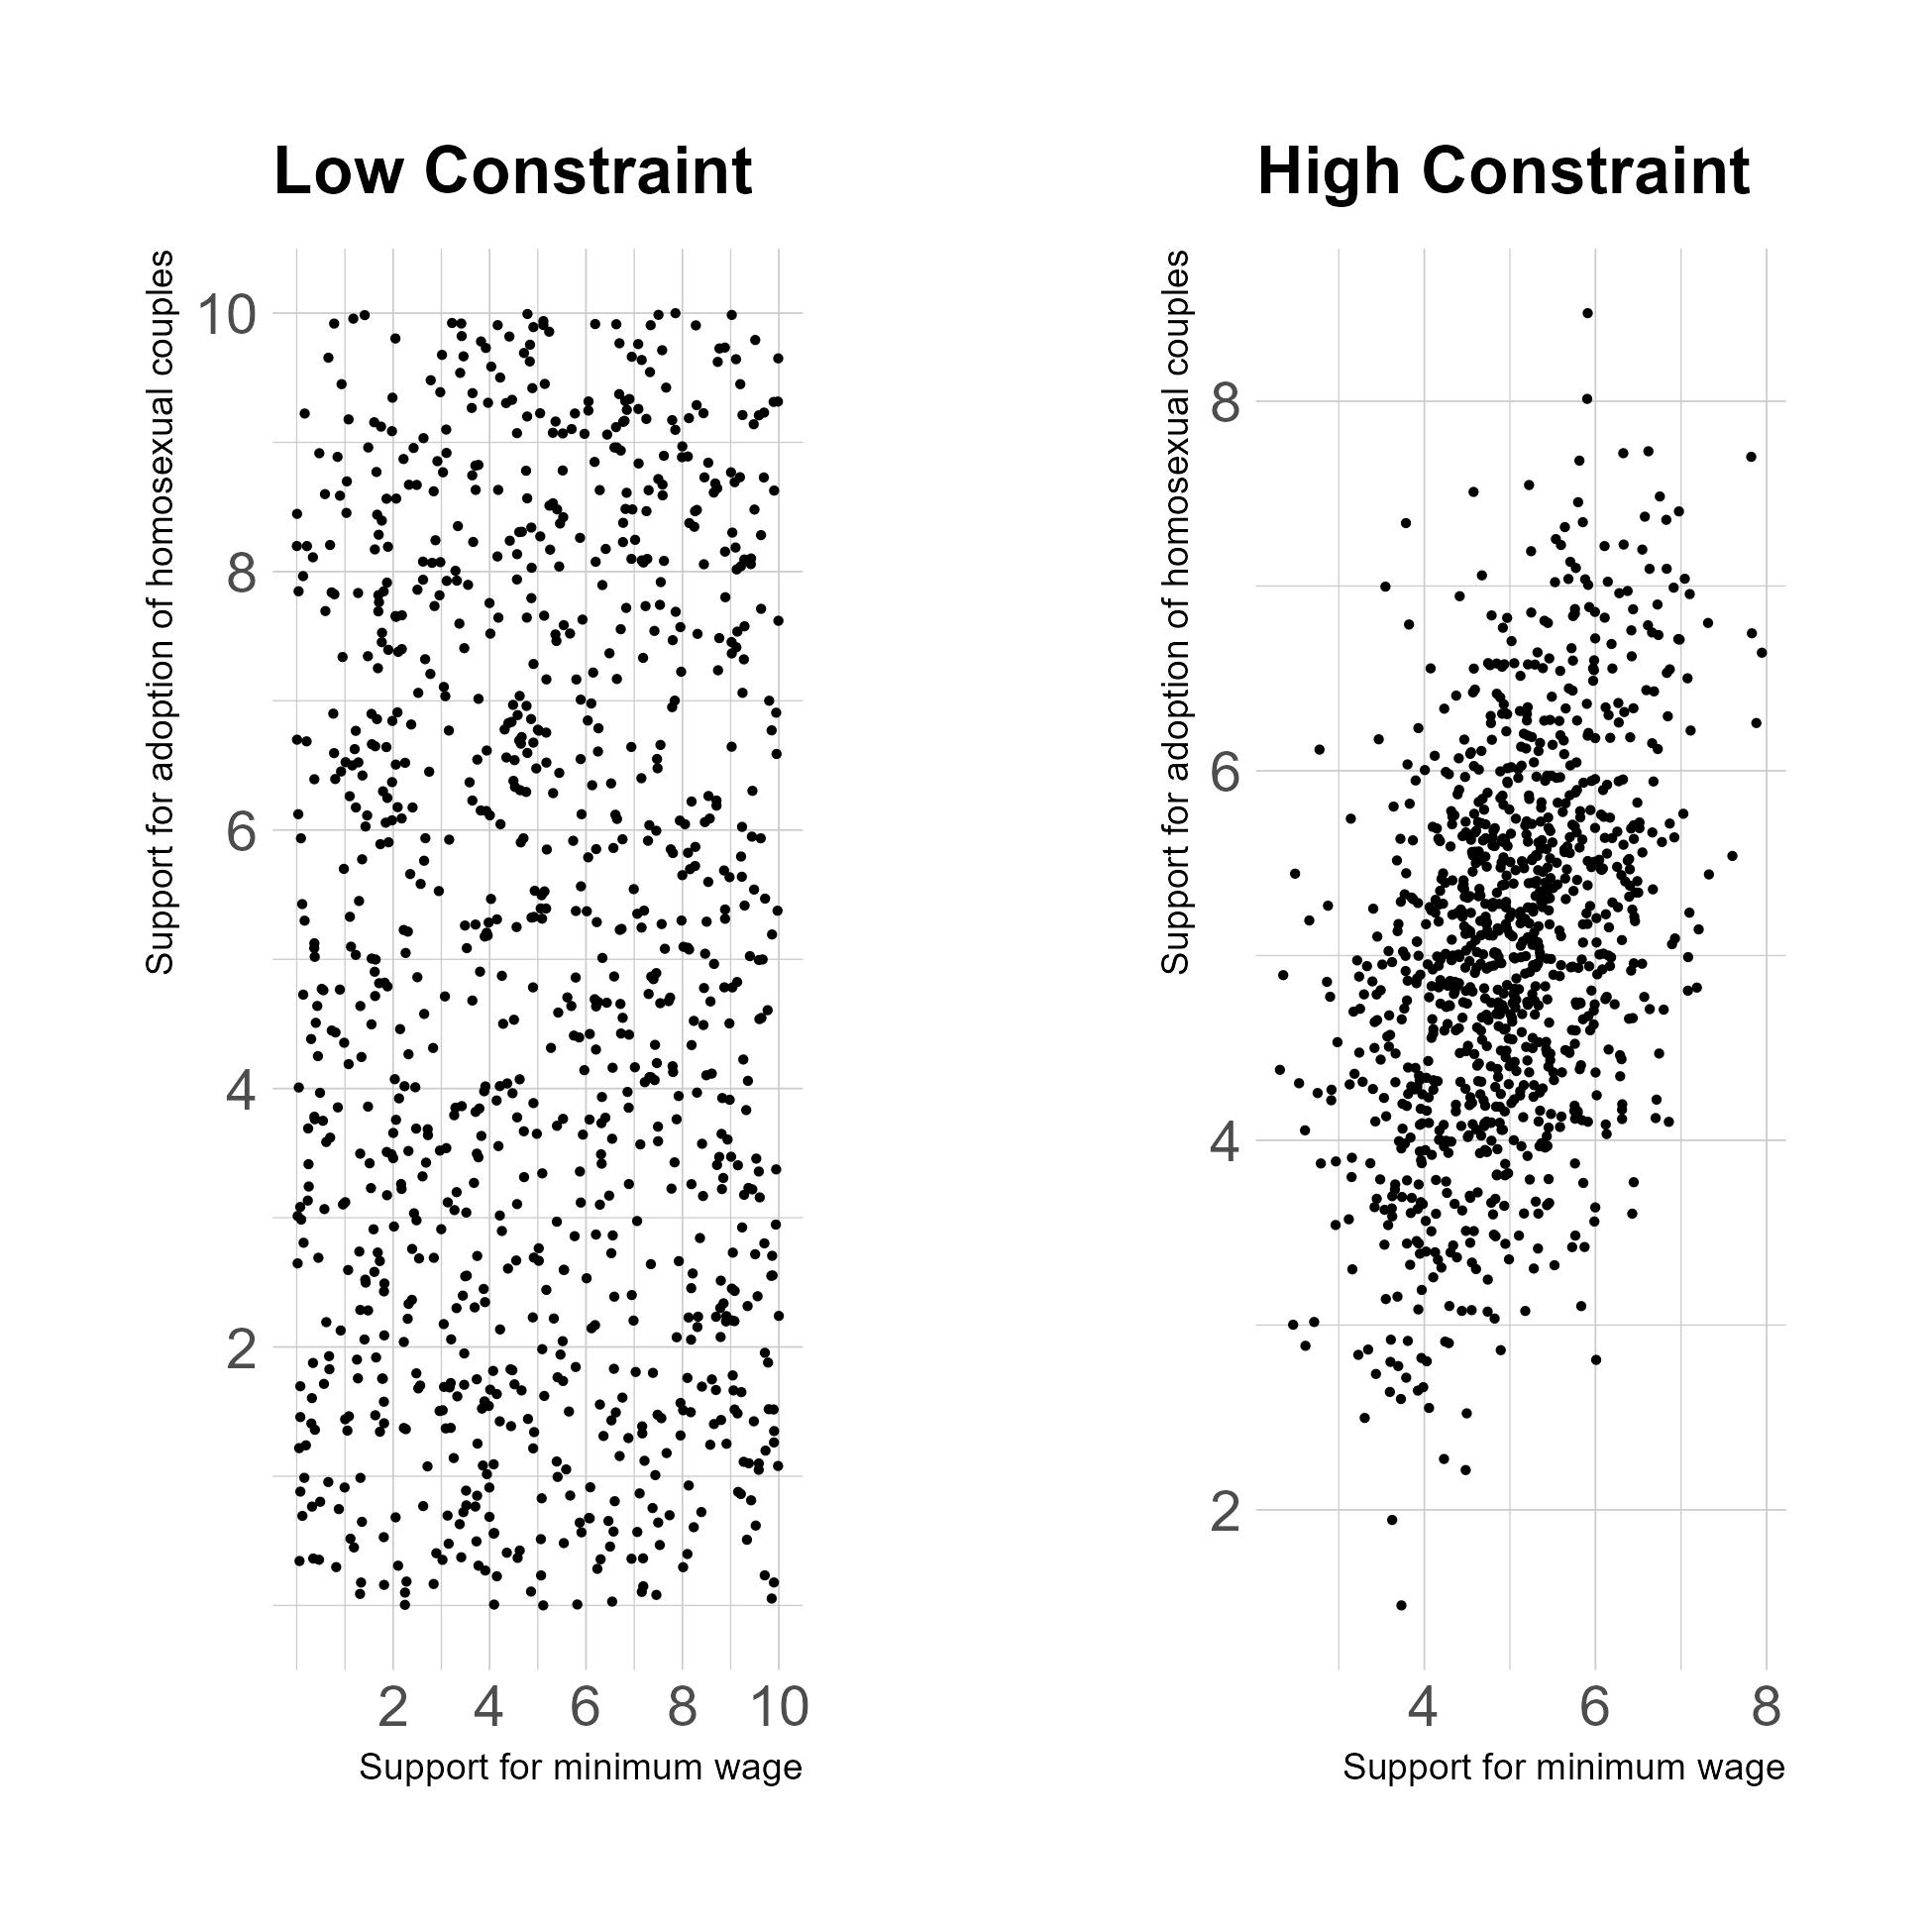 Low Constraint
Support for adoption of homosexual couples
10
8
6
4
2
2 4 6 8 10
Support for minimum wage
High Constraint
Support for adoption of homosexual couples
8
6
4
2
4 6 8
Support for minimum wage